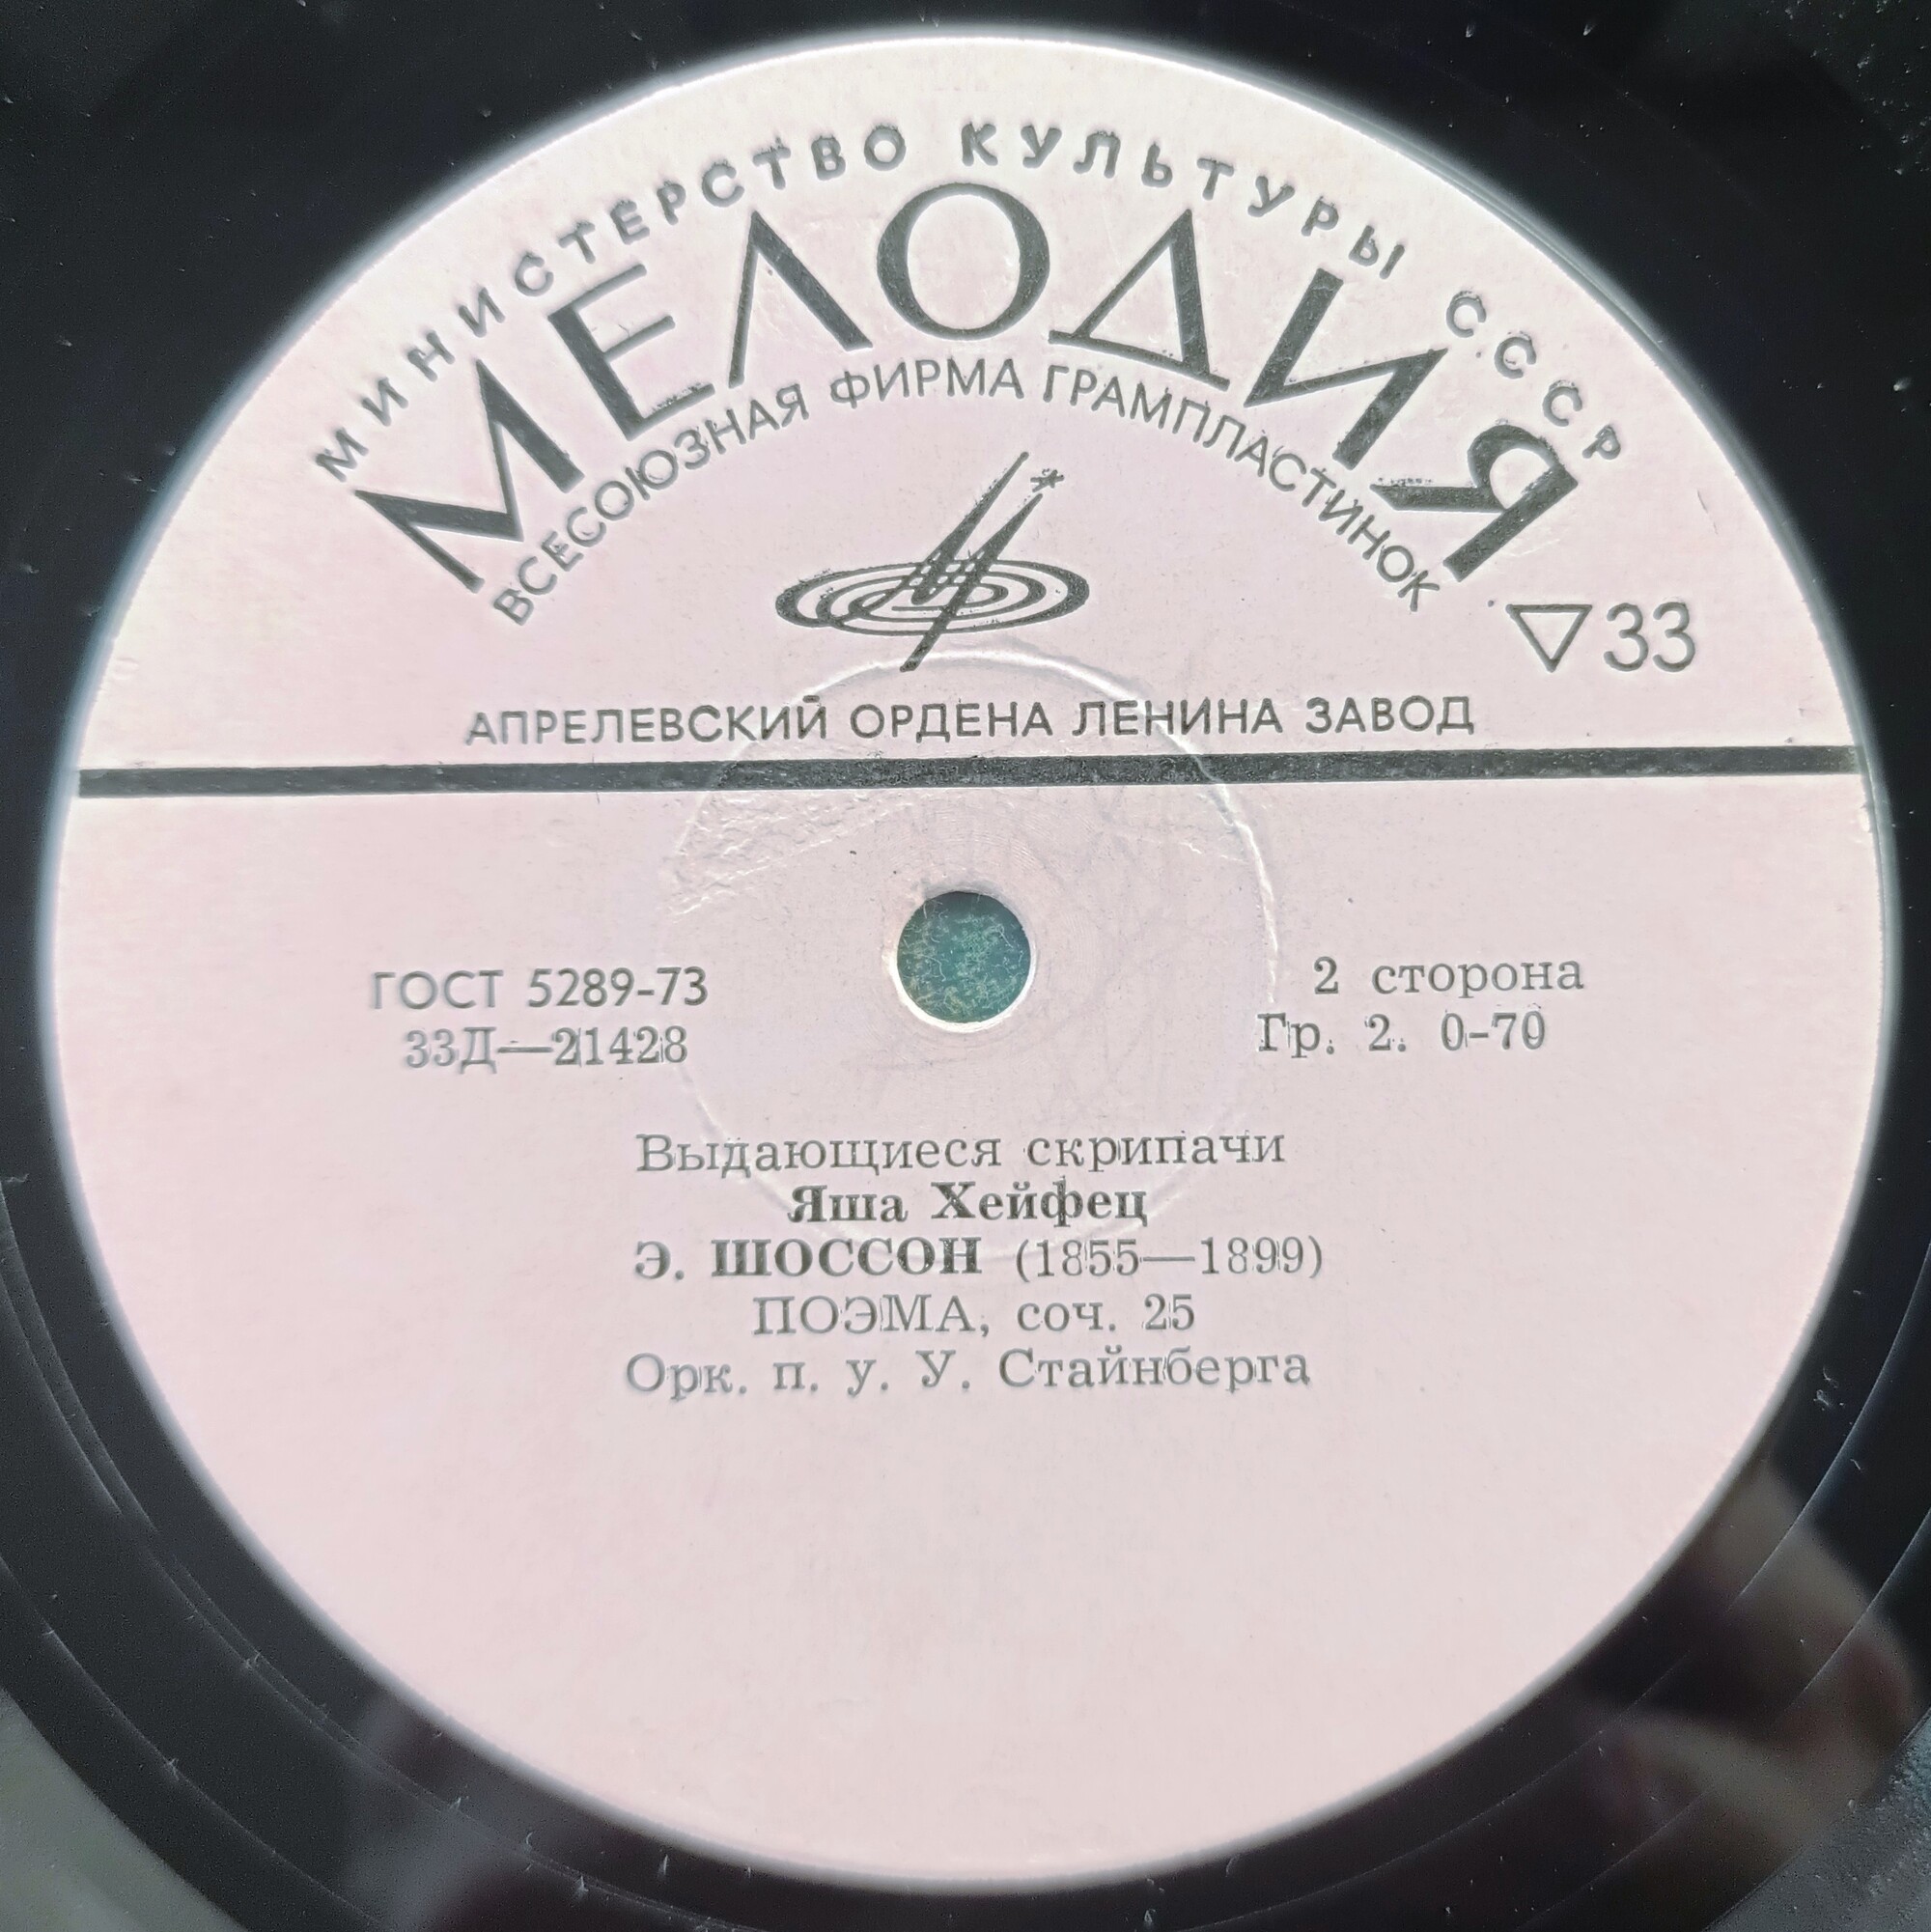 МИНИСТЕРСТВО КУЛЬТУРЫ СССР
МЕЛОДИЯ
ВСЕСОЮЗНАЯ ФИРМА ГРАМПЛАСТИНОК
▽33
АПРЕЛЕВСКИЙ ОРДЕНА ЛЕНИНА ЗАВОД
ГОСТ 5289-73
33Д—21428
2 сторона
Гр. 2. 0-70
Выдающиеся скрипачи
Яша Хейфец
Э. ШОССОН (1855—1899)
ПОЭМА, соч. 25
Орк. п. у. У. Стайнберга